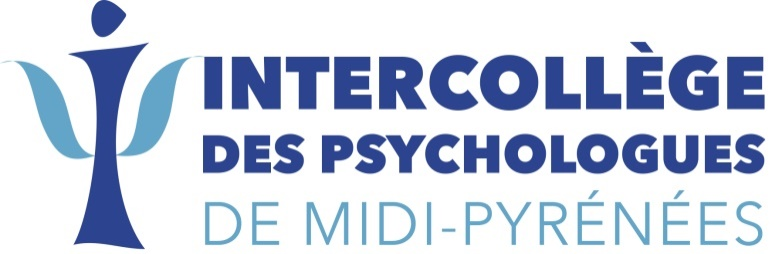 INTERCOLLÈGE
DES PSYCHOLOGUES
DE MIDI-PYRÉNÉES